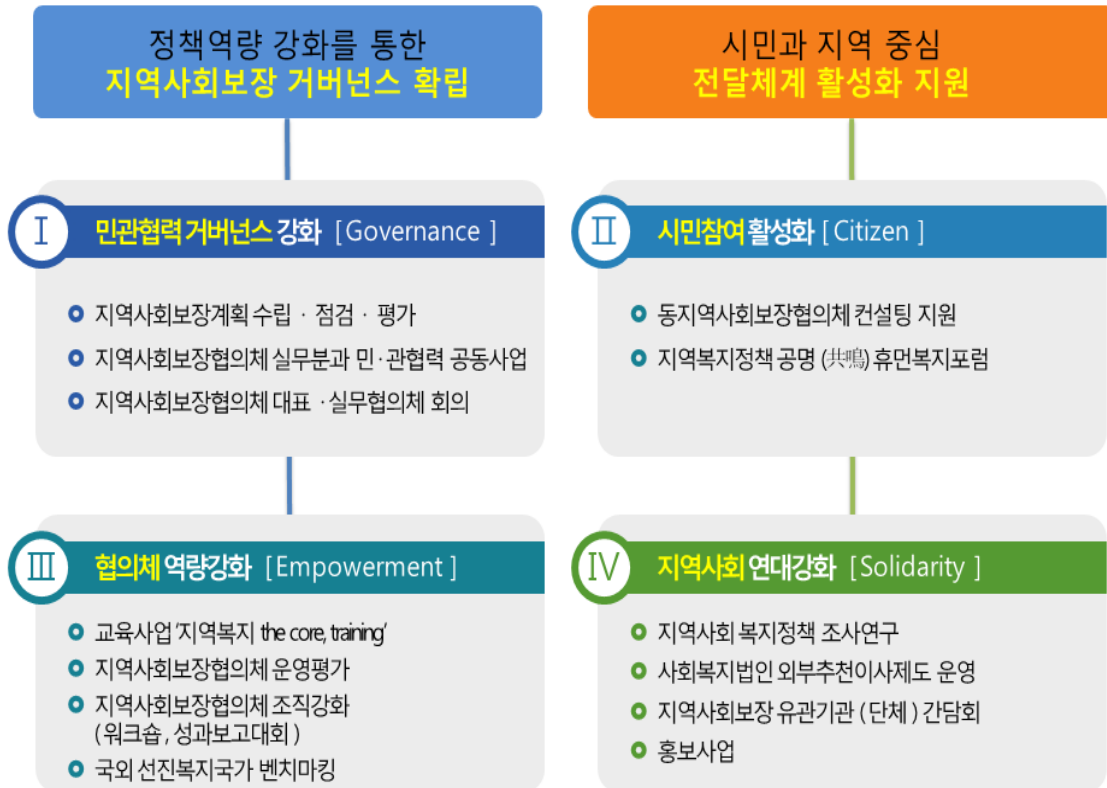 정책역량 강화를 통한
지역사회보장 거버넌스 확립
시민과 지역 중심
전달체계 활성화 지원
Ⅰ 민관협력 거버넌스 강화 [ Governance ]
지역사회보장계획 수립 · 점검 · 평가
지역사회보장협의체 실무분과 민·관협력 공동사업
지역사회보장협의체 대표 ·실무협의체 회의
Ⅱ 시민참여 활성화 [ Citizen ]
동지역사회보장협의체 컨설팅 지원
지역복지정책 공명 (共鳴) 휴먼복지포럼
Ⅲ 협의체 역량강화 [ Empowerment ]
교육사업 '지역복지 the core, training'
지역사회보장협의체 운영평가
지역사회보장협의체 조직강화
( 워크숍 , 성과보고대회 )
국외 선진복지국가 벤치마킹
Ⅳ 지역사회 연대강화 [ Solidarity ]
지역사회 복지정책 조사연구
사회복지법인 외부추천이사제도 운영
지역사회보장 유관기관 ( 단체 ) 간담회
홍보사업